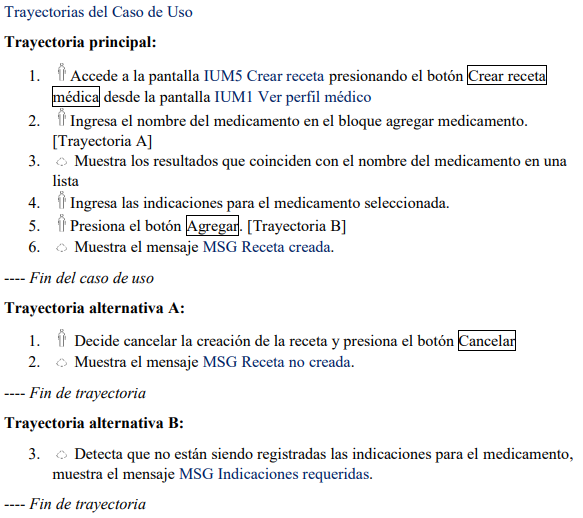 Trayectorias del Caso de Uso
Trayectoria principal:
1. Accede a la pantalla IUM5 Crear receta presionando el botón Crear receta
médica desde la pantalla IUM1 Ver perfil médico
2. Ingresa el nombre del medicamento en el bloque agregar medicamento.
[Trayectoria A]
3. Muestra los resultados que coinciden con el nombre del medicamento en una
lista
4. Ingresa las indicaciones para el medicamento seleccionada.
5. Presiona el botón Agregar. [Trayectoria B]
6. Muestra el mensaje MSG Receta creada.
---- Fin del caso de uso
Trayectoria alternativa A:
1. Decide cancelar la creación de la receta y presiona el botón Cancelar
2. Muestra el mensaje MSG Receta no creada.
---- Fin de trayectoria
Trayectoria alternativa B:
3. Detecta que no están siendo registradas las indicaciones para el medicamento,
muestra el mensaje MSG Indicaciones requeridas.
---- Fin de trayectoria